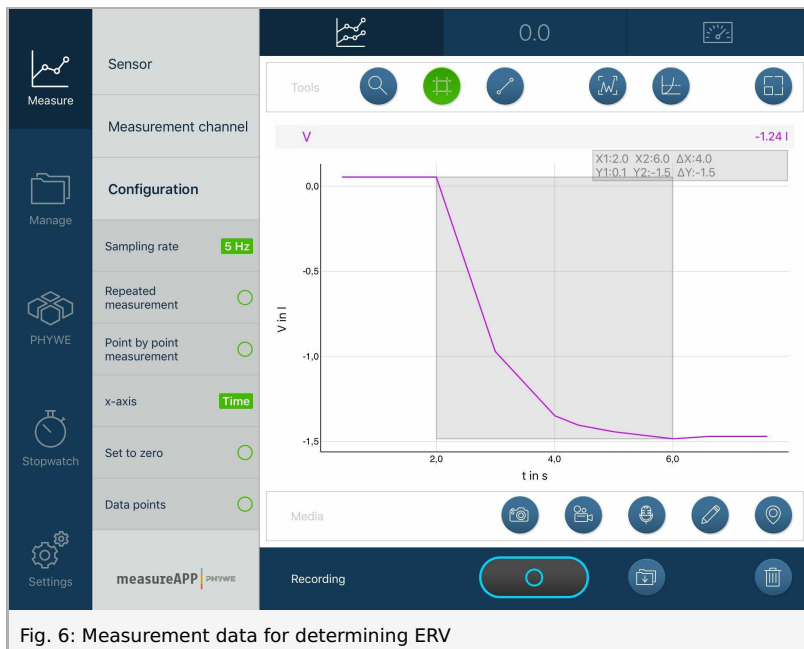 Measure
Manage
PHYWE
Stopwatch
Settings
Sensor
Measurement channel
Configuration
Sampling rate 5 Hz
Repeated
measurement
Point by point
measurement
x-axis Time
Set to zero
Data points
measureAPP PHYWE
0.0
Tools
V -1.24 l
X1:2.0 X2:6.0 ΔX:4.0
Y1:0.1 Y2:-1.5 ΔY:-1.5
0,0
-0,5
-1,0
-1,5
V in l
2,0 4,0 6,0
t in s
Media
Recording
Fig. 6: Measurement data for determining ERV